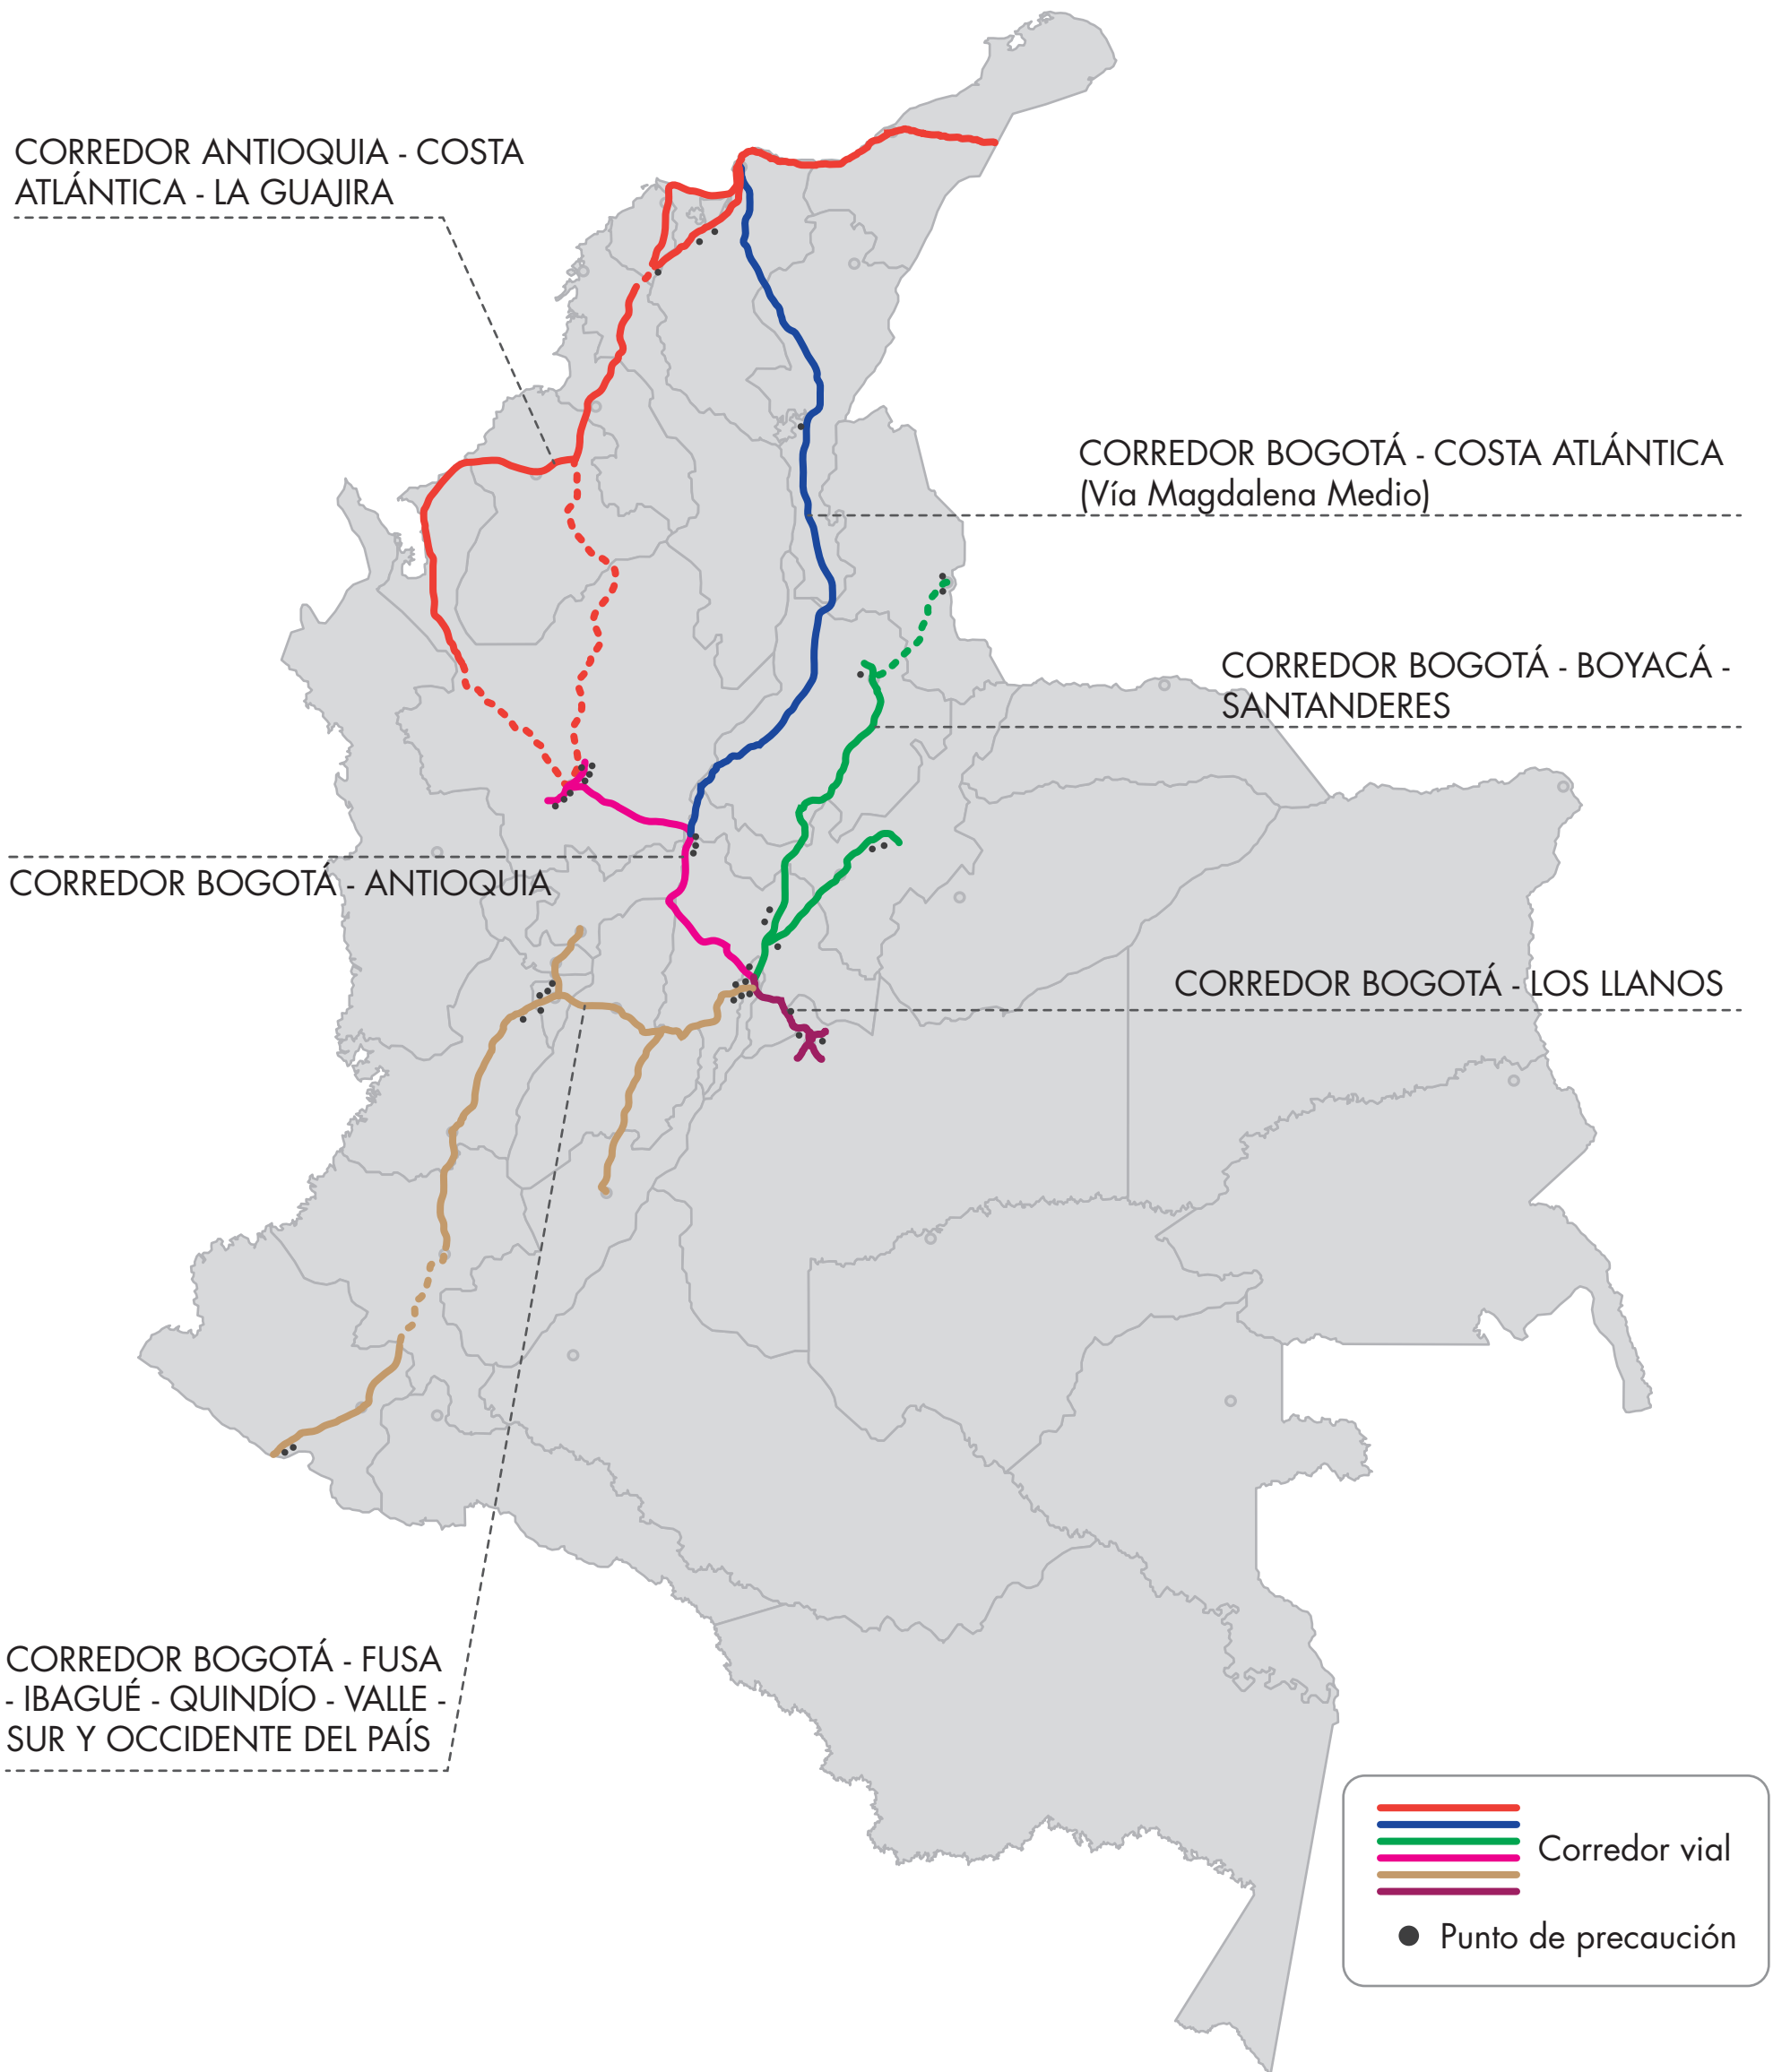 CORREDOR ANTIOQUIA - COSTA
ATLÁNTICA - LA GUAJIRA
CORREDOR BOGOTÁ - COSTA ATLÁNTICA
(Vía Magdalena Medio)
CORREDOR BOGOTÁ - BOYACÁ -
SANTANDERES
CORREDOR BOGOTÁ - ANTIOQUIA
CORREDOR BOGOTÁ - LOS LLANOS
CORREDOR BOGOTÁ - FUSA
- IBAGUÉ - QUINDÍO - VALLE -
SUR Y OCCIDENTE DEL PAÍS
Corredor vial
Punto de precaución